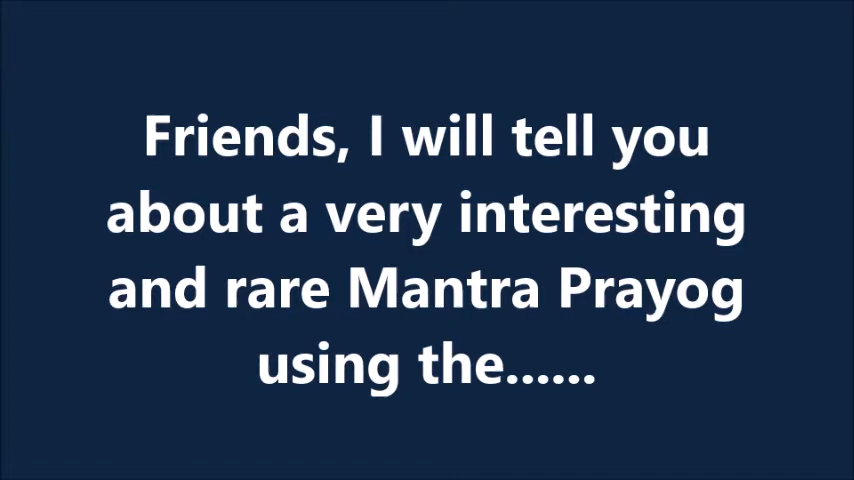 Friends, I will tell you
about a very interesting
and rare Mantra Prayog
using the......